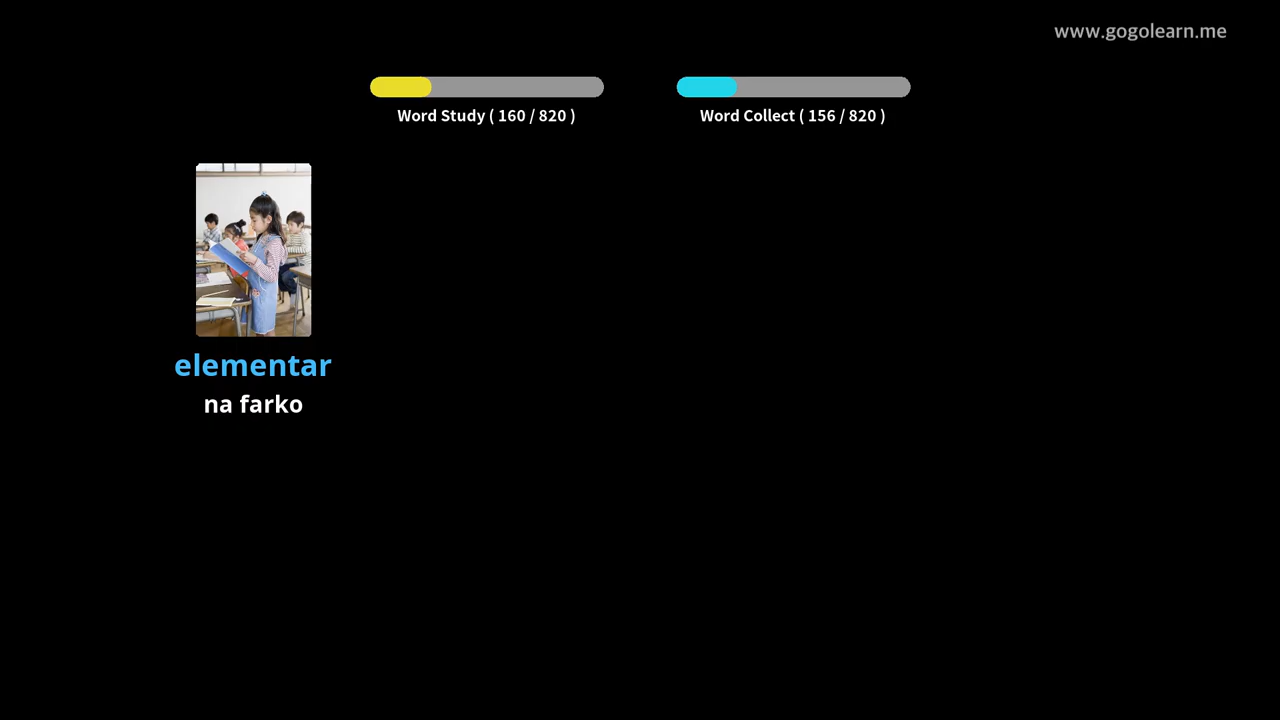 www.gogolearn.me
Word Study ( 160 / 820 )
Word Collect ( 156 / 820 )
elementar
na farko